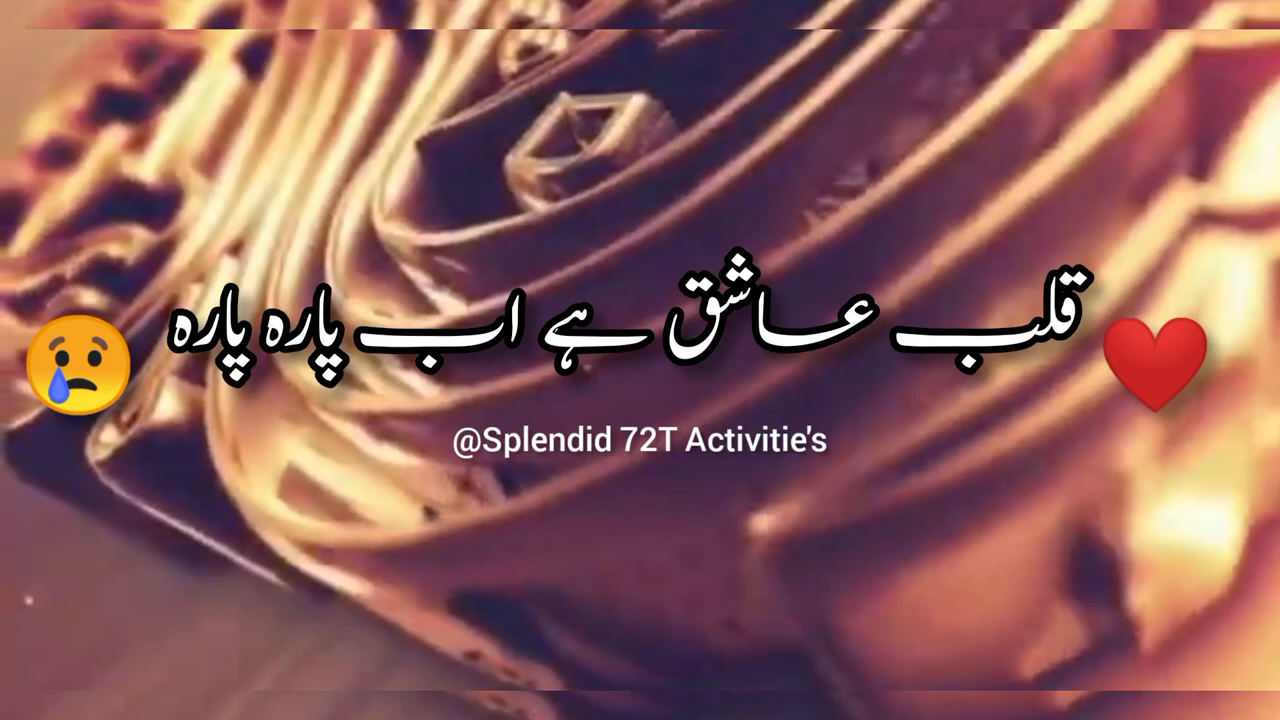 قلب عاشق ہے اب پارہ پارہ
@Splendid 72T Activitie's